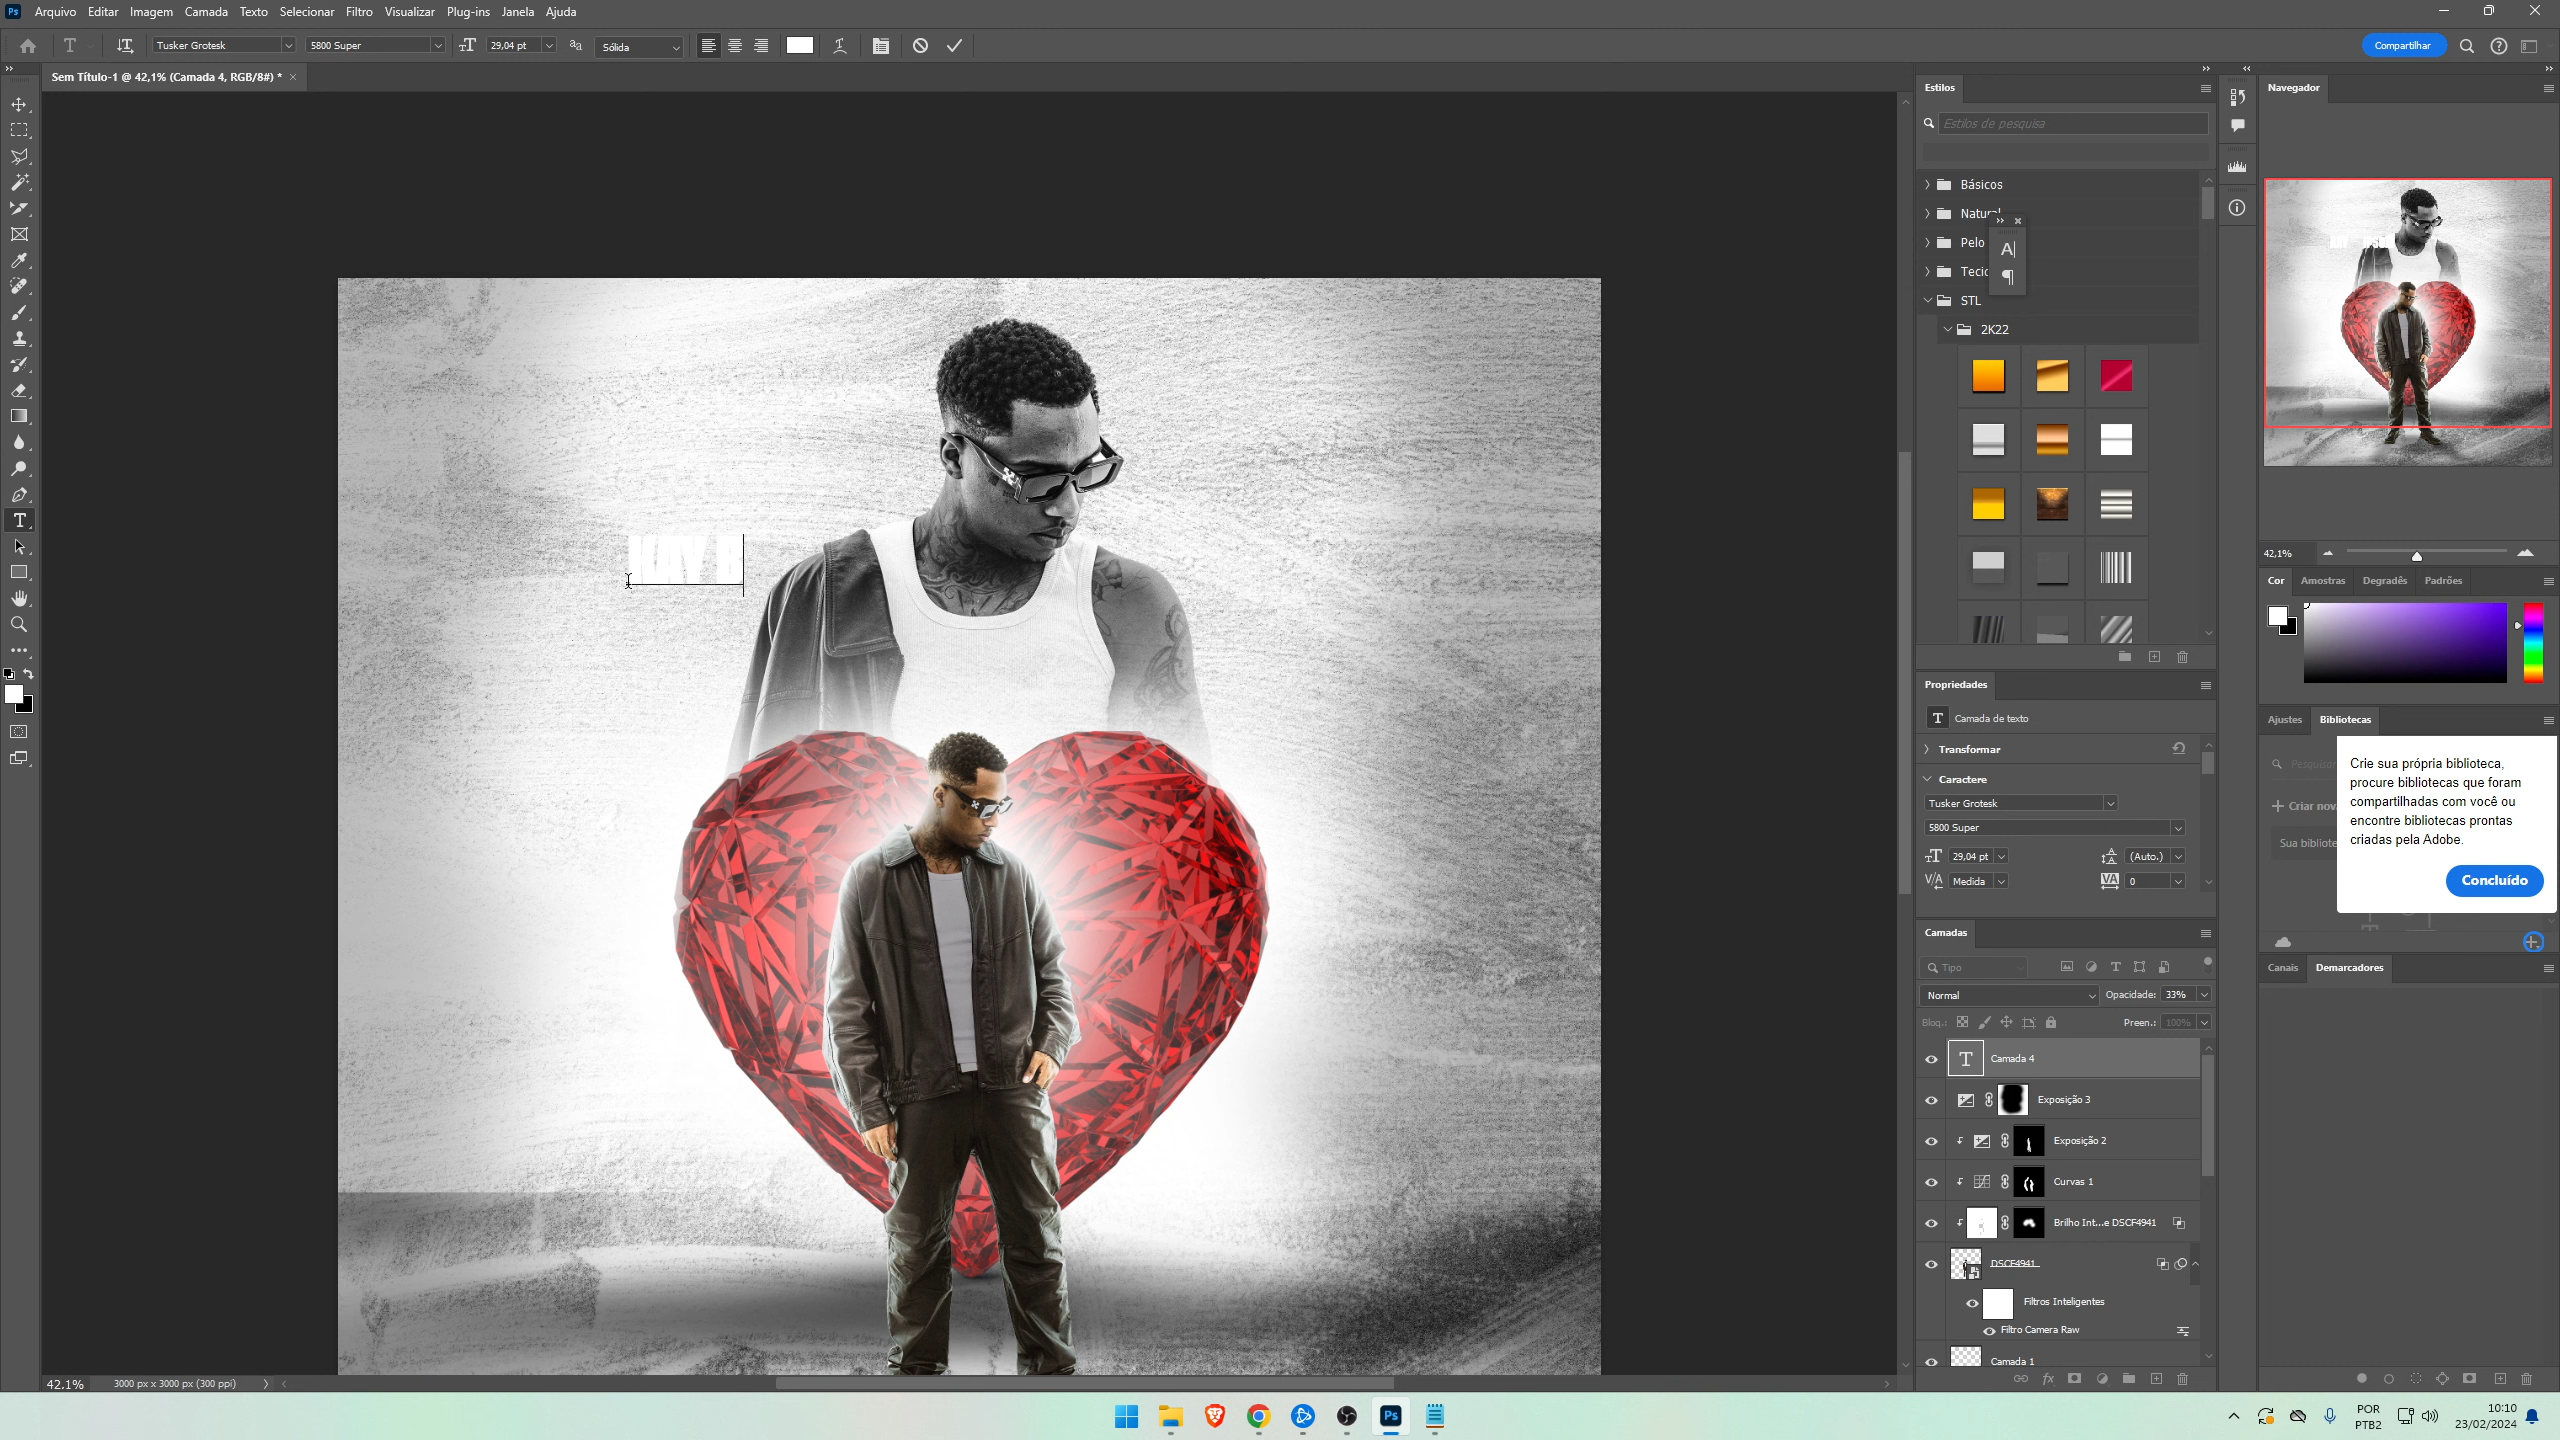 Ps Arquivo Editar Imagem Camada Texto Selecionar Filtro Visualizar Plug-ins Janela Ajuda
Tusker Grotesk 5800 Super 29,04 pt Sólida Compartilhar
Sem Título-1 @ 42,1% (Camada 4, RGB/8#) *
KAY B
42,1% 3000 px x 3000 px (300 ppi)
Estilos
Estilos de pesquisa
Básicos
Natural
Pelo
STL
2K22
Propriedades
Camada de texto
Transformar
Caractere
Tusker Grotesk
5800 Super
29,04 pt (Auto.)
Medida 0
Camadas
Tipo
Normal Opacidade: 33%
Bloq.: Preen.: 100%
Camada 4
Exposição 3
Exposição 2
Curvas 1
Brilho Int...e DSCF4941
DSCF4941
Filtros Inteligentes
Filtro Camera Raw
Camada 1
Navegador
42,1%
Cor Amostras Degradês Padrões
Ajustes Bibliotecas
Pesquisar
Criar nov
Sua bibliote
Crie sua própria biblioteca,
procure bibliotecas que foram
compartilhadas com você ou
encontre bibliotecas prontas
criadas pela Adobe.
Concluído
Canais Demarcadores
POR
PTB2
10:10
23/02/2024